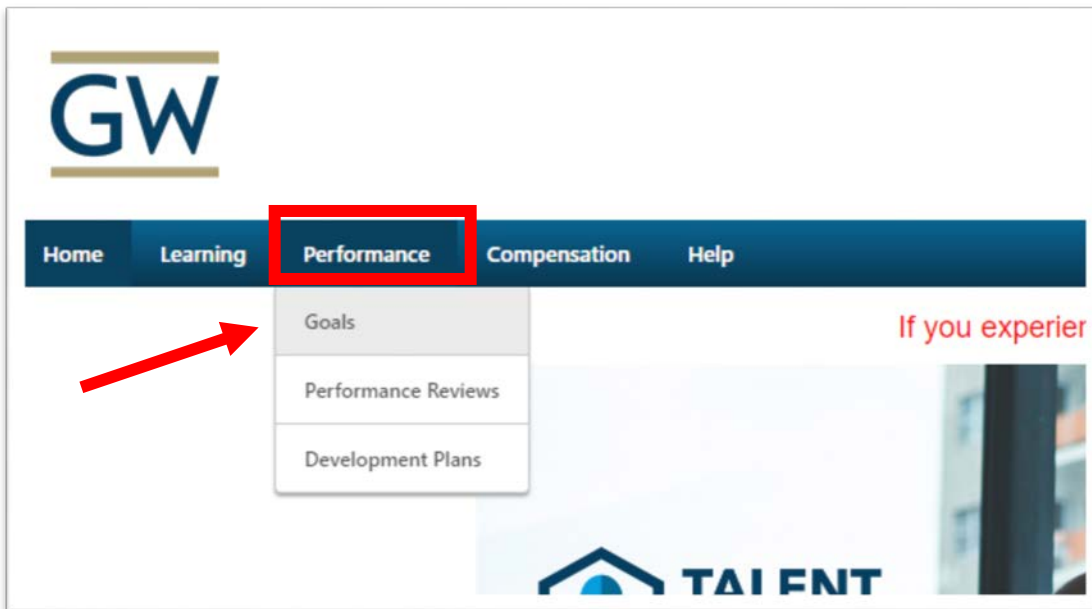 GW
Home Learning Performance Compensation Help
Goals
If you experier
Performance Reviews
Development Plans
TALENT